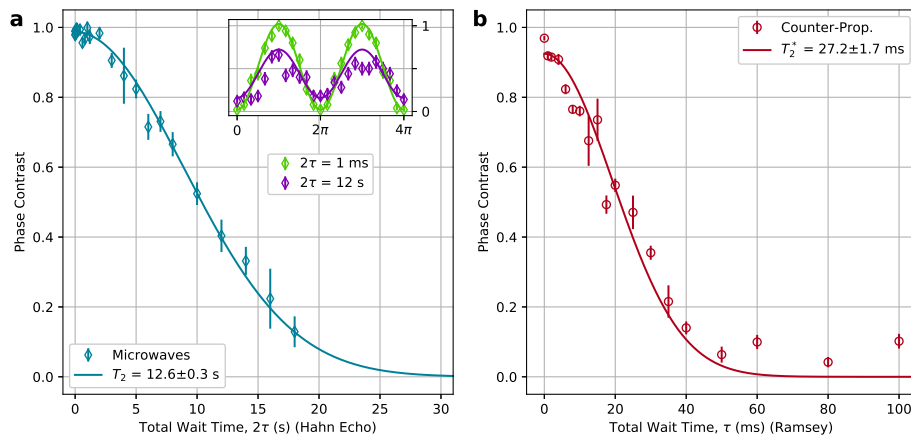 a
Phase Contrast
1.0
0.8
0.6
0.4
0.2
0.0
0
5
10
15
20
25
30
Total Wait Time, 2τ (s) (Hahn Echo)
Microwaves
T₂ = 12.6±0.3 s
0
2π
4π
1
0
2τ = 1 ms
2τ = 12 s
b
Phase Contrast
1.0
0.8
0.6
0.4
0.2
0.0
0
20
40
60
80
100
Total Wait Time, τ (ms) (Ramsey)
Counter-Prop.
T₂* = 27.2±1.7 ms